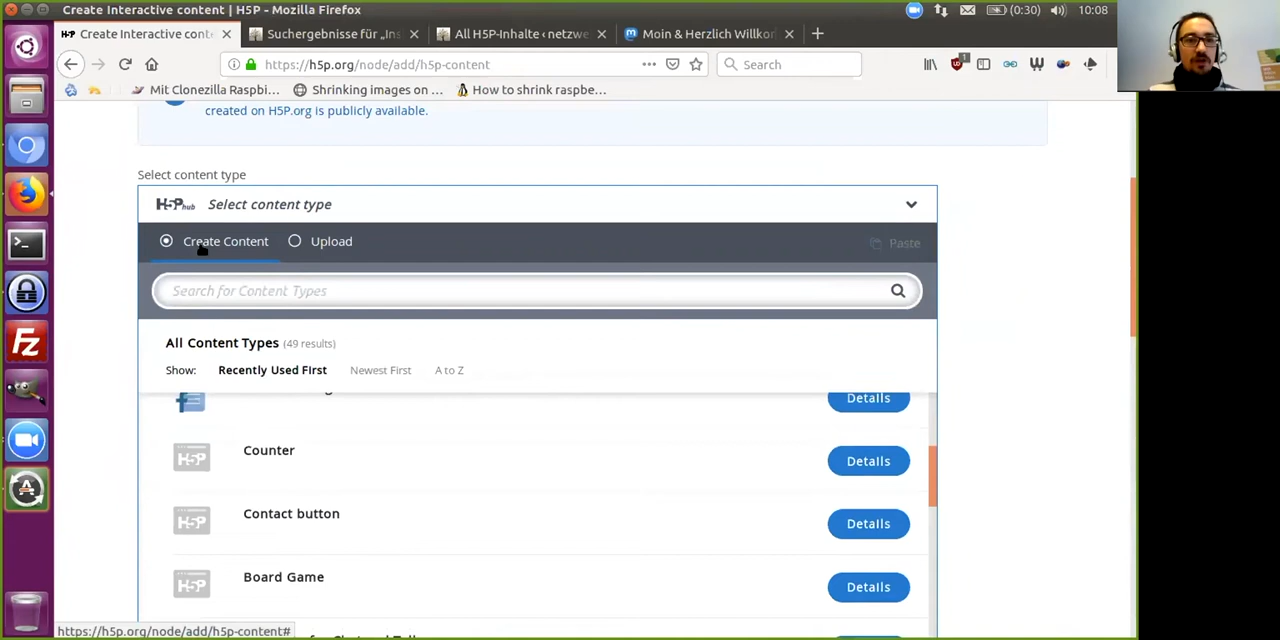 Create Interactive content | H5P - Mozilla Firefox
(0:30) 10:08
Create Interactive conte
Suchergebnisse für „Ins
All H5P-Inhalte ‹ netzwe
Moin & Herzlich Willkor
https://h5p.org/node/add/h5p-content
Search
Mit Clonezilla Raspbi...
Shrinking images on ...
How to shrink raspbe...
created on H5P.org is publicly available.
Select content type
H5P hub Select content type
Create Content
Upload
Paste
Search for Content Types
All Content Types (49 results)
Show: Recently Used First Newest First A to Z
Details
Counter
Details
Contact button
Details
Board Game
Details
https://h5p.org/node/add/h5p-content#